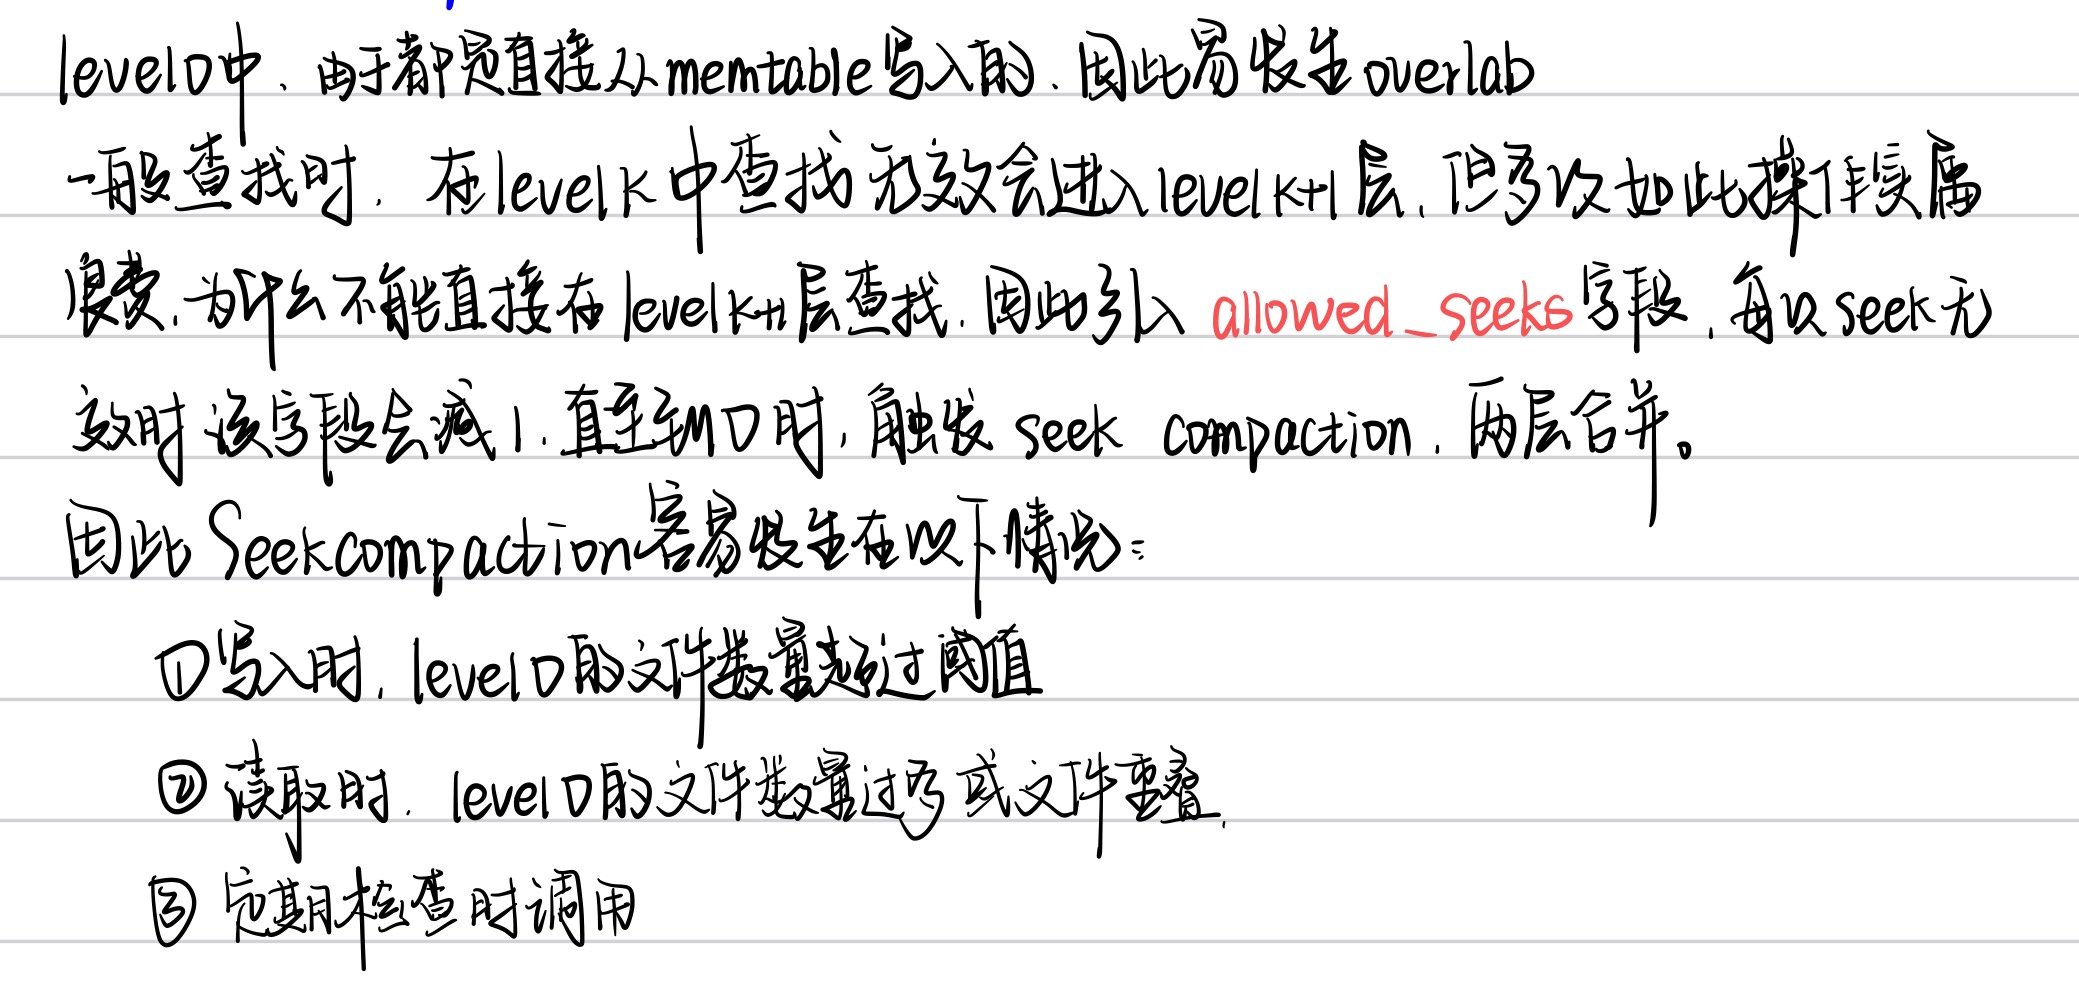 level0中、由于都是直接从memtable写入的、因此易发生overlab
一般查找时，在levelk中查找无效会进入levelk+1层，但多次如此操作实属
浪费，为什么不能直接在levelk+1层查找，因此引入 allowed_seeks字段，每次seek无
效时该字段会减1，直至到0时，触发 seek compaction，两层合并。
因此 Seekcompaction容易发生在以下情况：
①写入时，level0的文件数量超过阈值
②读取时，level0的文件数量过多或文件重叠.
③定期检查时调用